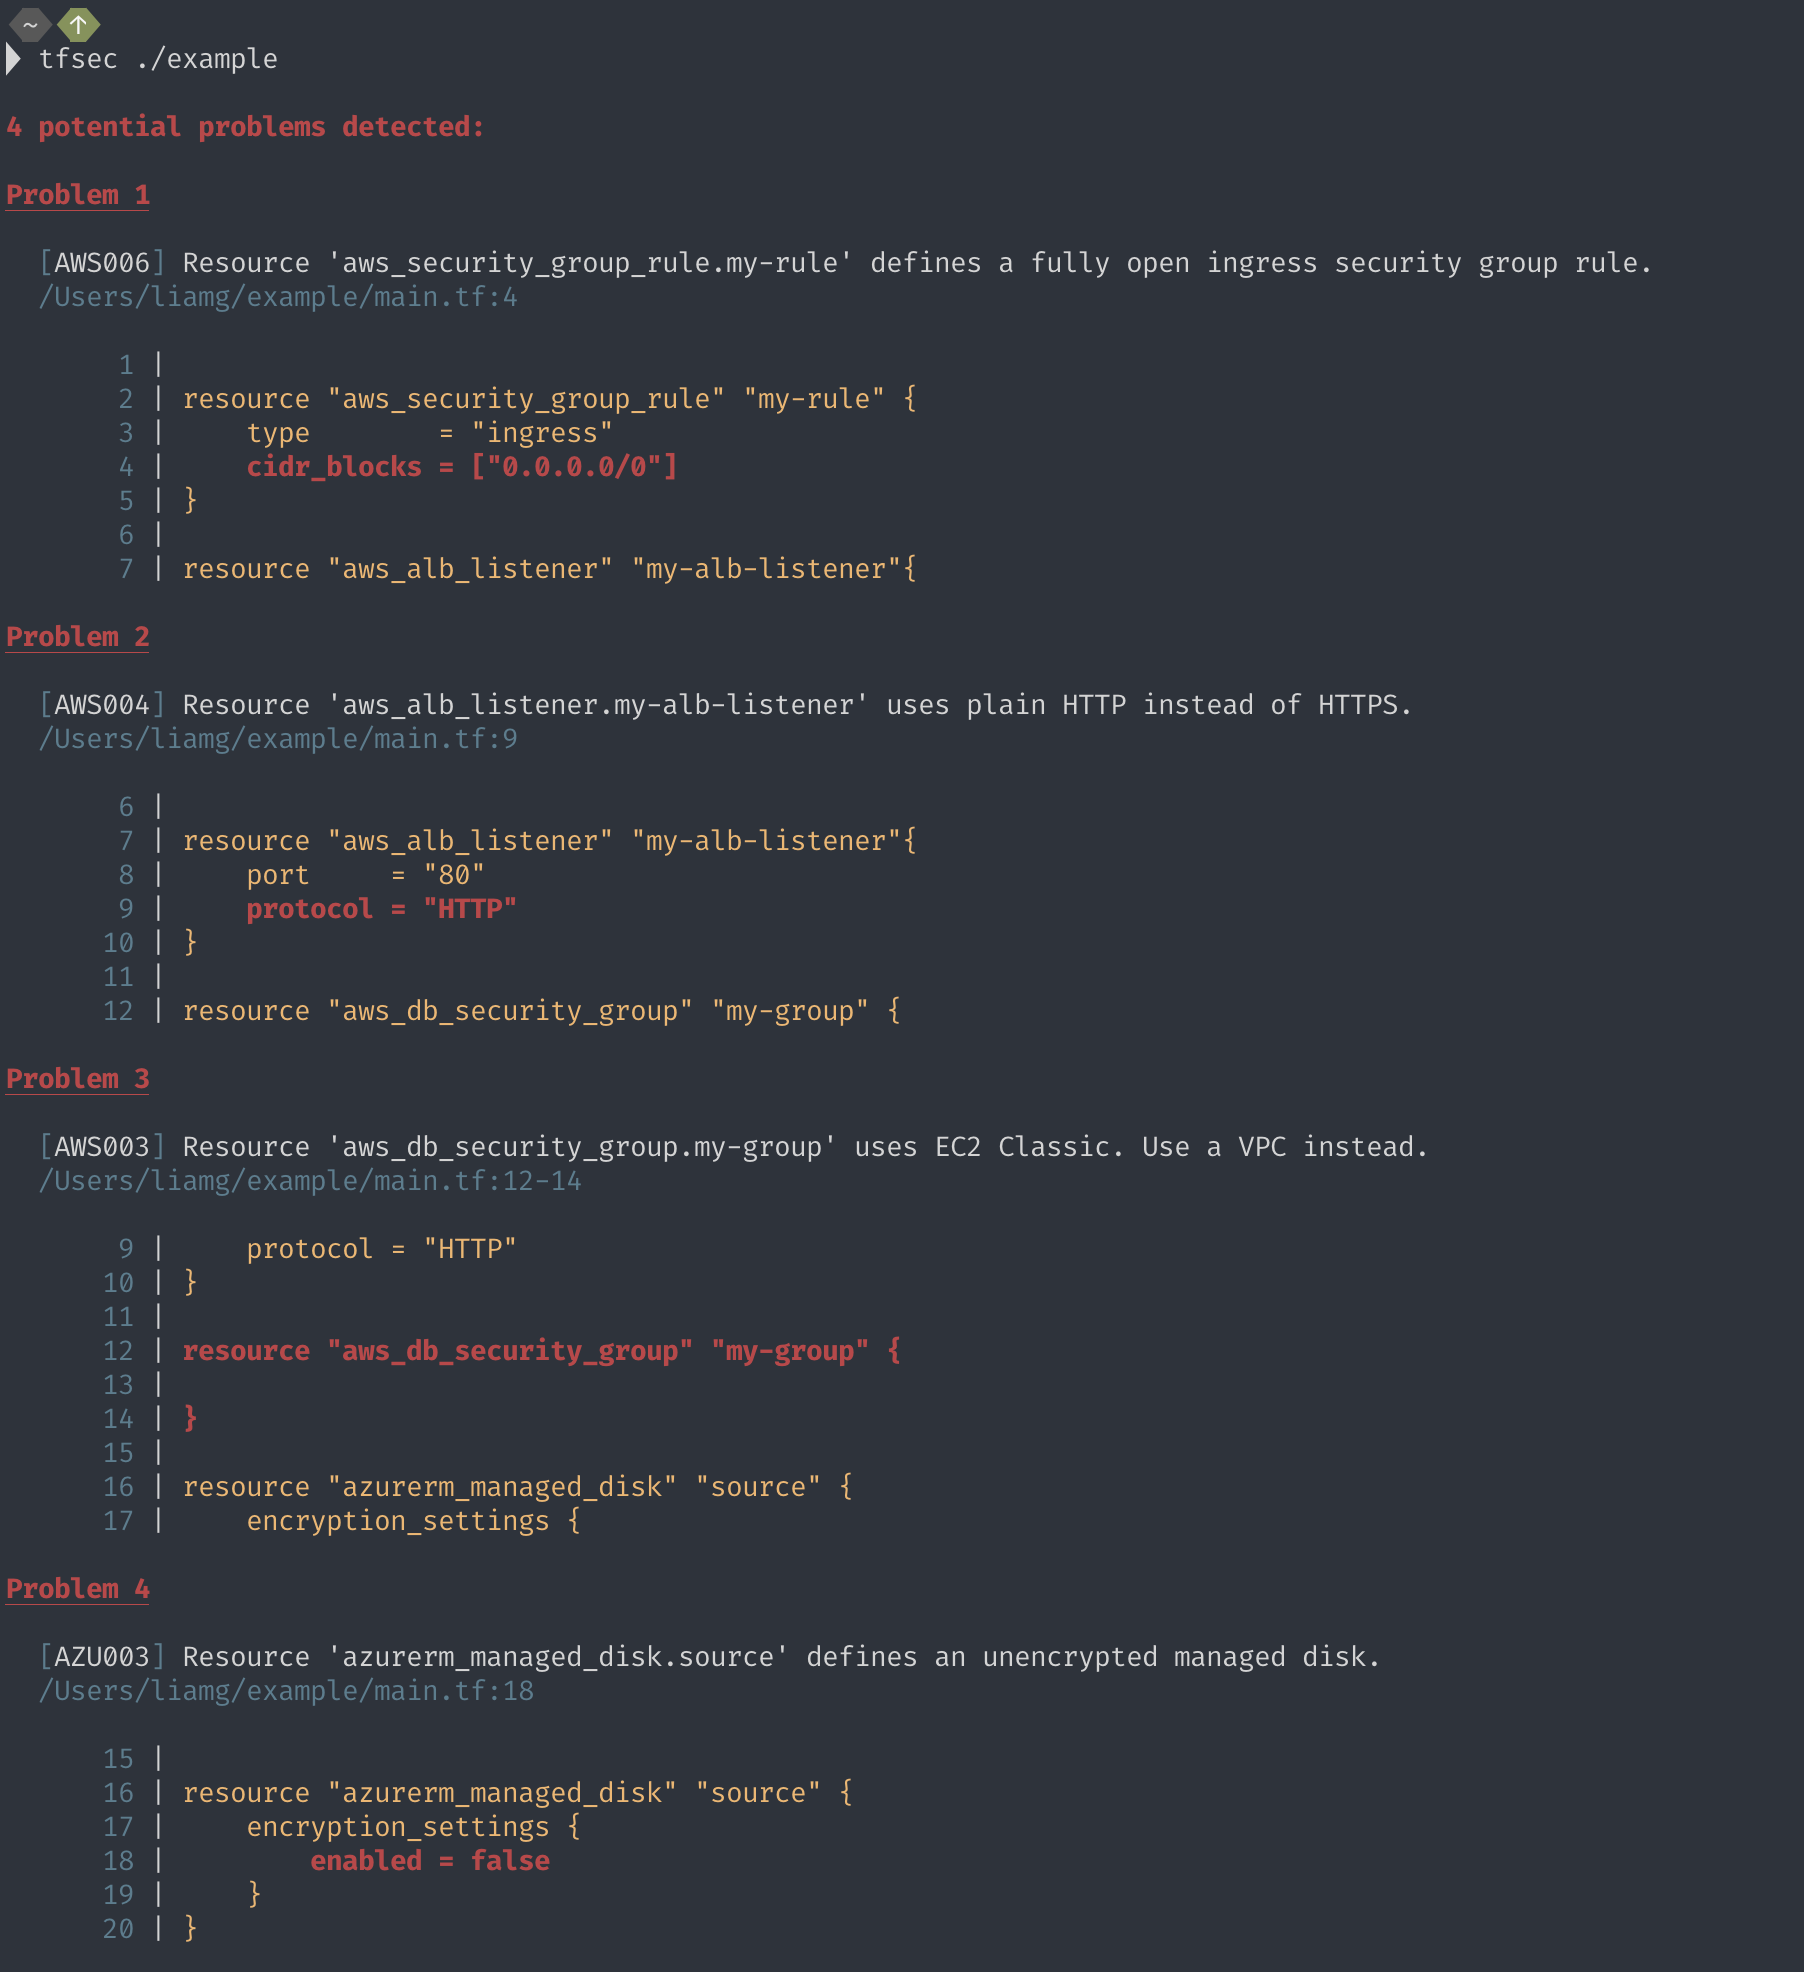 ~ ↑
tfsec ./example
4 potential problems detected:
Problem 1
[AWS006] Resource 'aws_security_group_rule.my-rule' defines a fully open ingress security group rule.
/Users/liamg/example/main.tf:4
1 |
2 | resource "aws_security_group_rule" "my-rule" {
3 |     type        = "ingress"
4 |     cidr_blocks = ["0.0.0.0/0"]
5 | }
6 |
7 | resource "aws_alb_listener" "my-alb-listener"{
Problem 2
[AWS004] Resource 'aws_alb_listener.my-alb-listener' uses plain HTTP instead of HTTPS.
/Users/liamg/example/main.tf:9
6 |
7 | resource "aws_alb_listener" "my-alb-listener"{
8 |     port     = "80"
9 |     protocol = "HTTP"
10 | }
11 |
12 | resource "aws_db_security_group" "my-group" {
Problem 3
[AWS003] Resource 'aws_db_security_group.my-group' uses EC2 Classic. Use a VPC instead.
/Users/liamg/example/main.tf:12-14
9 |     protocol = "HTTP"
10 | }
11 |
12 | resource "aws_db_security_group" "my-group" {
13 |
14 | }
15 |
16 | resource "azurerm_managed_disk" "source" {
17 |     encryption_settings {
Problem 4
[AZU003] Resource 'azurerm_managed_disk.source' defines an unencrypted managed disk.
/Users/liamg/example/main.tf:18
15 |
16 | resource "azurerm_managed_disk" "source" {
17 |     encryption_settings {
18 |         enabled = false
19 |     }
20 | }